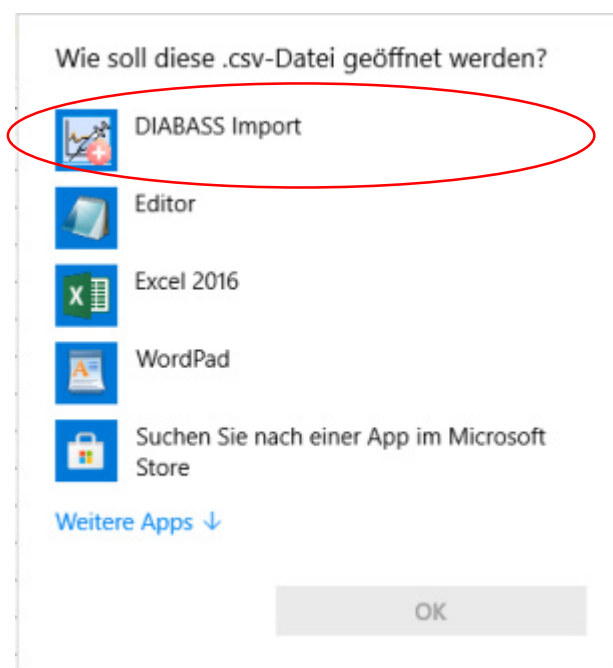 Wie soll diese .csv-Datei geöffnet werden?
DIABASS Import
Editor
Excel 2016
WordPad
Suchen Sie nach einer App im Microsoft
Store
Weitere Apps ↓
OK